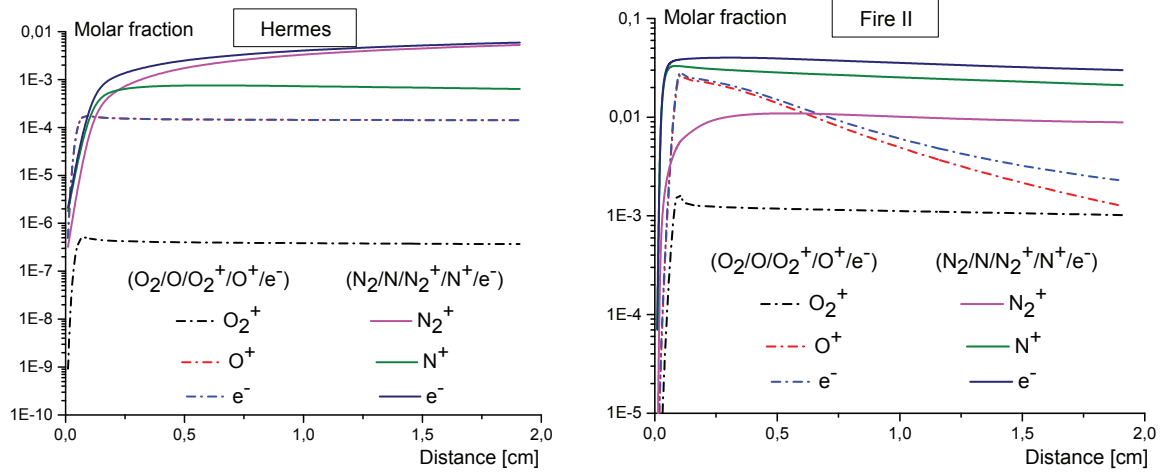 Molar fraction
Hermes
0,01
1E-3
1E-4
1E-5
1E-6
1E-7
1E-8
1E-9
1E-10
(O₂/O/O₂⁺/O⁺/e⁻) (N₂/N/N₂⁺/N⁺/e⁻)
O₂⁺ N₂⁺
O⁺ N⁺
e⁻ e⁻
0,0 0,5 1,0 1,5 2,0
Distance [cm]
Molar fraction
Fire II
0,1
0,01
1E-3
1E-4
1E-5
(O₂/O/O₂⁺/O⁺/e⁻) (N₂/N/N₂⁺/N⁺/e⁻)
O₂⁺ N₂⁺
O⁺ N⁺
e⁻ e⁻
0,0 0,5 1,0 1,5 2,0
Distance [cm]